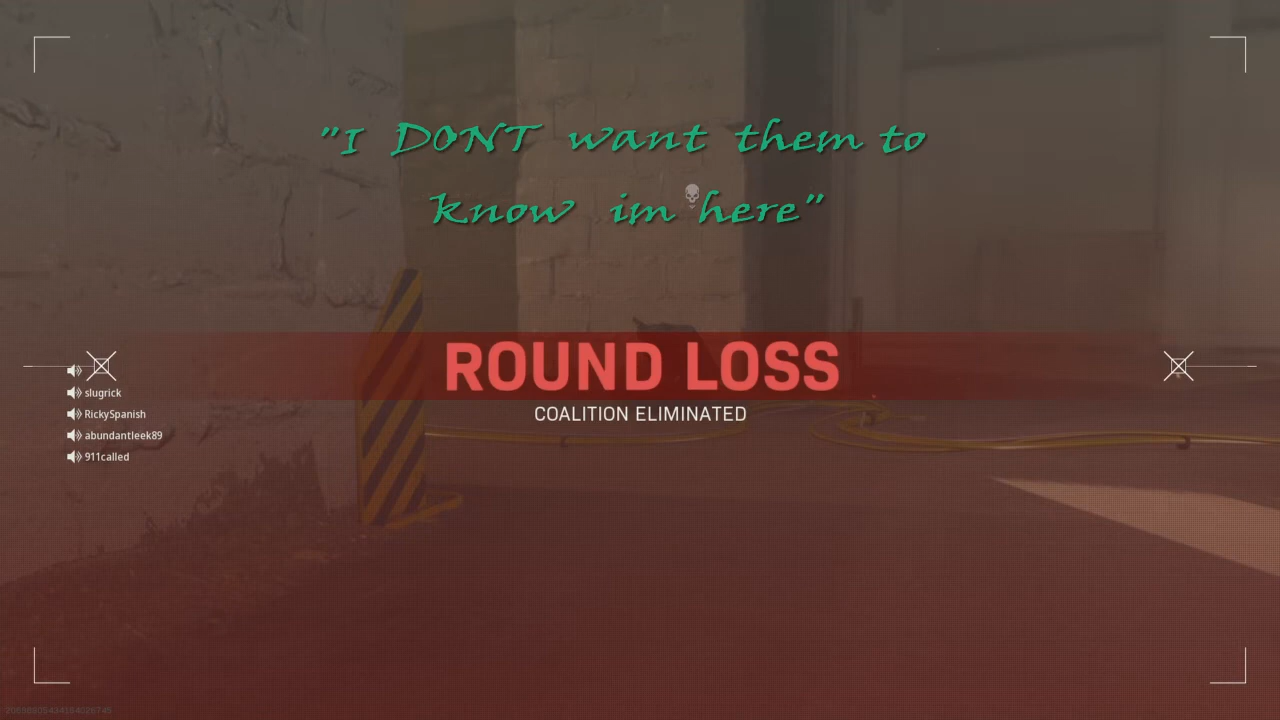 "I DONT want them to
know im here"
ROUND LOSS
COALITION ELIMINATED
slugrick
RickySpanish
abundantleek89
911called